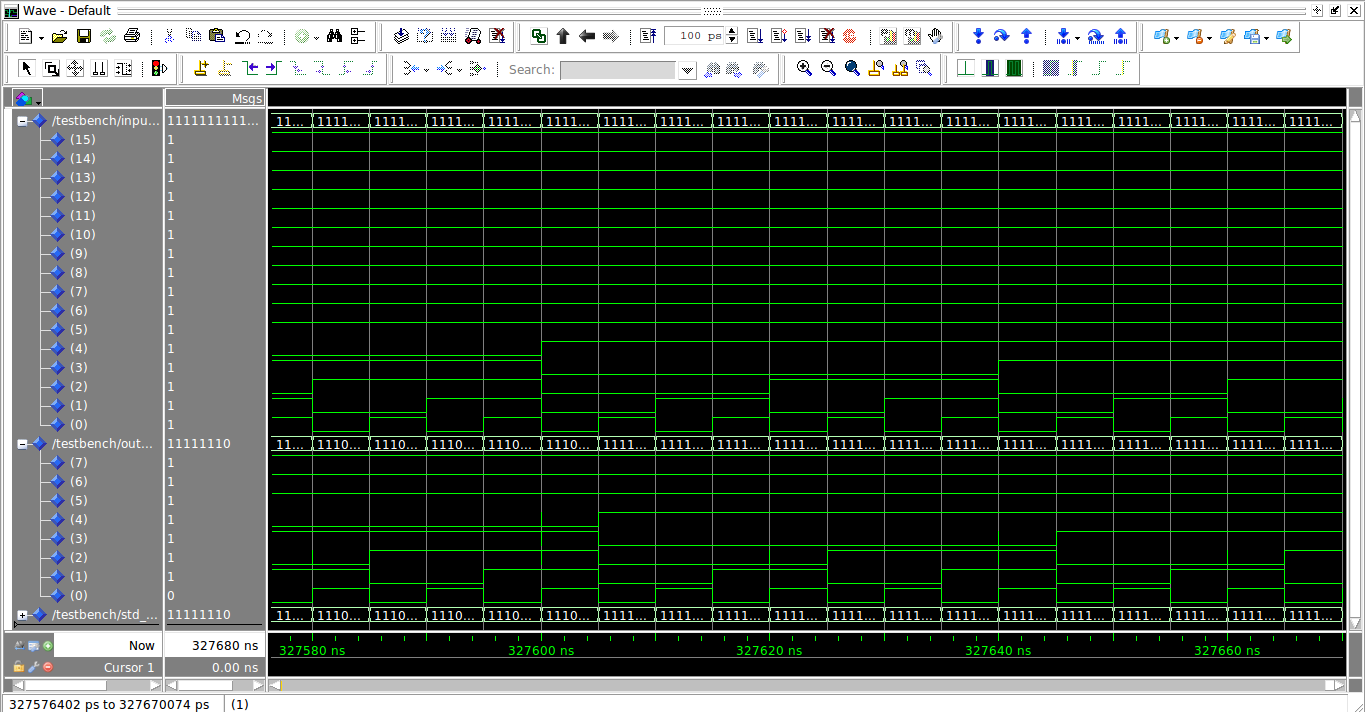 Wave - Default
100 ps
Search:
Msgs
/testbench/inpu... 1111111111... 11... 1111... 1111... 1111... 1111... 1111... 1111... 1111... 1111... 1111... 1111... 1111... 1111... 1111... 1111... 1111... 1111... 1111... 1111...
(15) 1
(14) 1
(13) 1
(12) 1
(11) 1
(10) 1
(9) 1
(8) 1
(7) 1
(6) 1
(5) 1
(4) 1
(3) 1
(2) 1
(1) 1
(0) 1
/testbench/out... 11111110 11... 1110... 1110... 1110... 1110... 1110... 1111... 1111... 1111... 1111... 1111... 1111... 1111... 1111... 1111... 1111... 1111... 1111... 1111...
(7) 1
(6) 1
(5) 1
(4) 1
(3) 1
(2) 1
(1) 1
(0) 0
/testbench/std_... 11111110 11... 1110... 1110... 1110... 1110... 1110... 1111... 1111... 1111... 1111... 1111... 1111... 1111... 1111... 1111... 1111... 1111... 1111... 1111...
Now 327680 ns 327580 ns 327600 ns 327620 ns 327640 ns 327660 ns
Cursor 1 0.00 ns
327576402 ps to 327670074 ps (1)